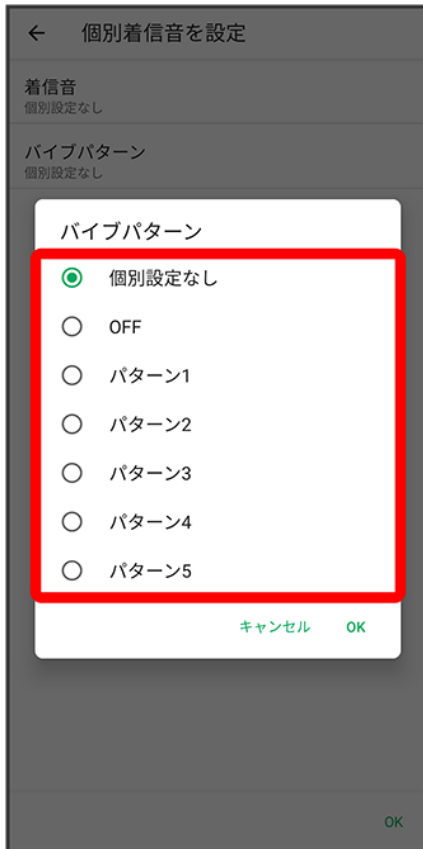 個別着信音を設定
着信音
個別設定なし
バイブパターン
個別設定なし
バイブパターン
個別設定なし
OFF
パターン1
パターン2
パターン3
パターン4
パターン5
キャンセル OK
OK